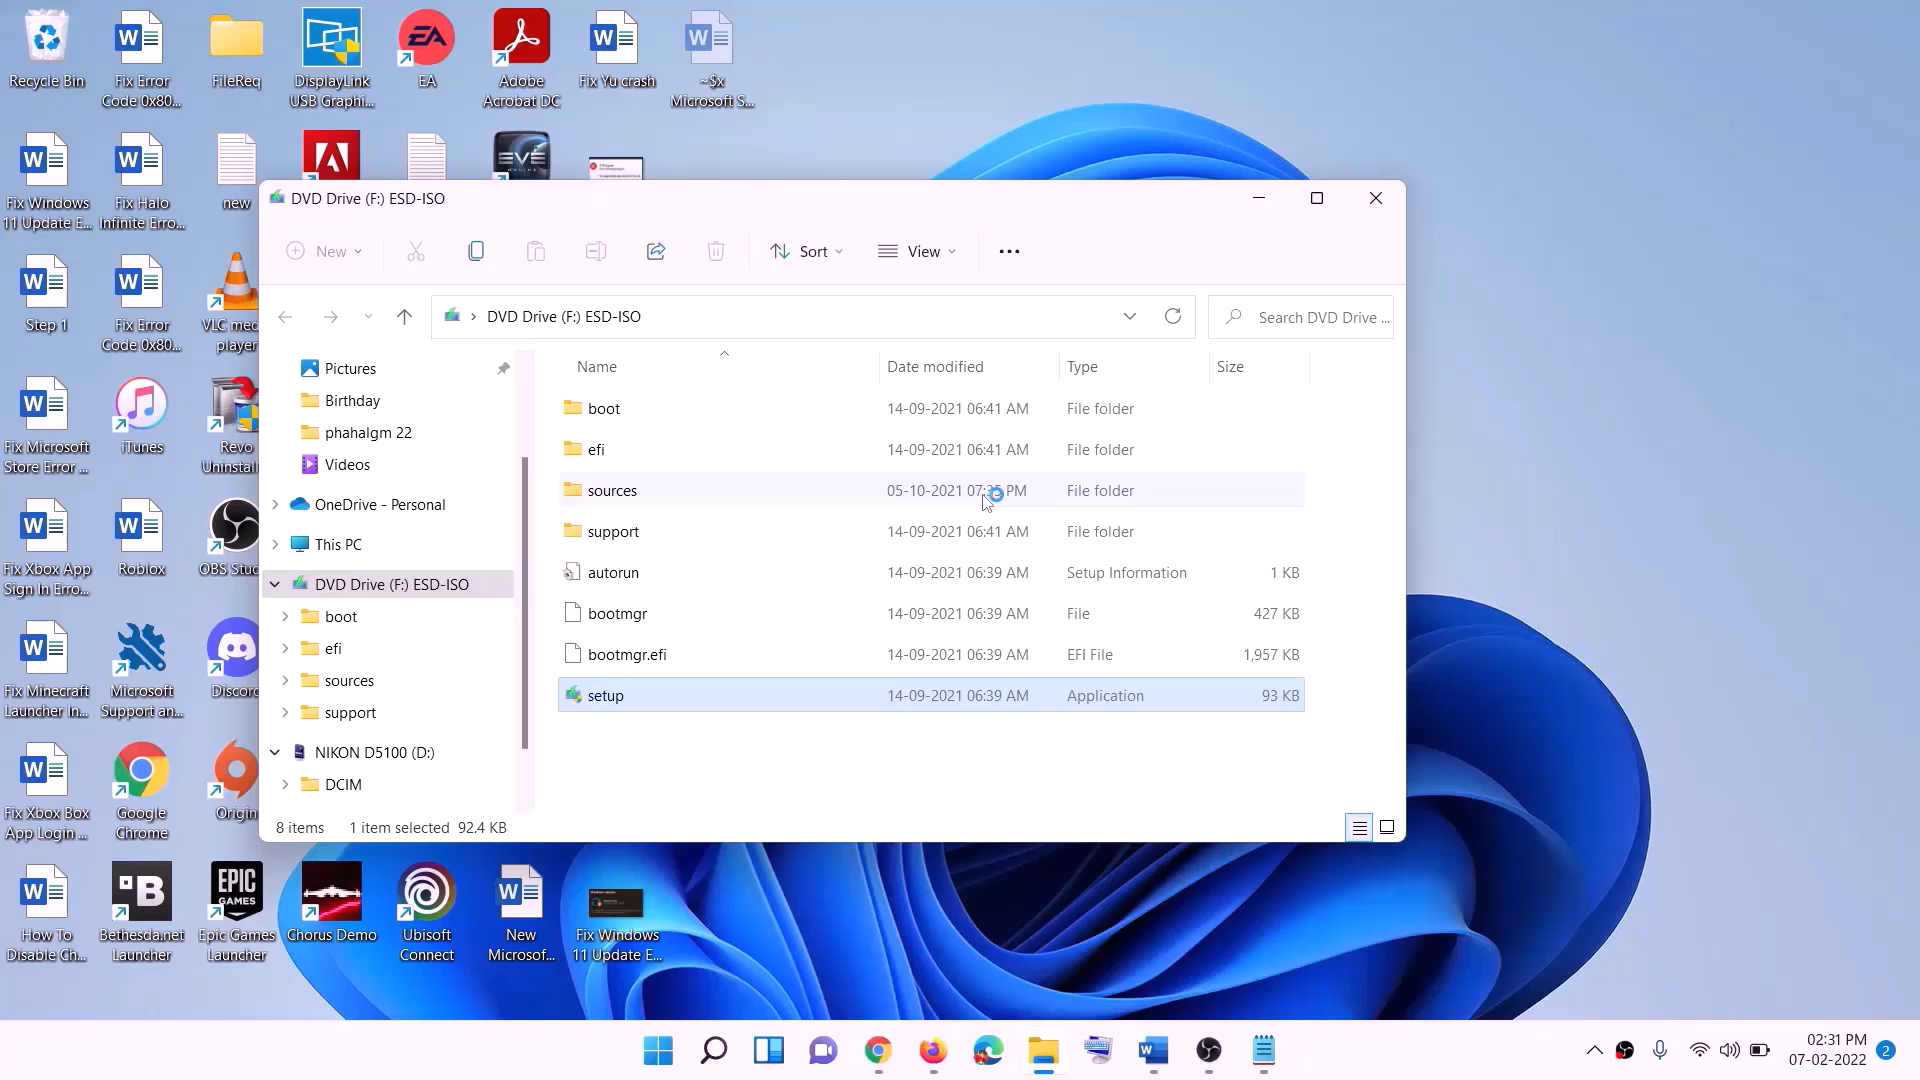 Recycle Bin
Fix Error
Code 0x80...
FileReq
DisplayLink
USB Graphi...
EA
Adobe
Acrobat DC
Fix Yu crash
~$x
Microsoft S...
Fix Windows
11 Update E...
Fix Halo
Infinite Erro...
new
EVE
ONLINE
Step 1
Fix Error
Code 0x80...
VLC med
player
Fix Microsoft
Store Error ...
iTunes
Revo
Uninstall
Fix Xbox App
Sign In Erro...
Roblox
OBS Stud
Fix Minecraft
Launcher In...
Microsoft
Support an...
Discord
Fix Xbox Box
App Login ...
Google
Chrome
Origin
How To
Disable Ch...
Bethesda.net
Launcher
EPIC
GAMES
Epic Games
Launcher
Chorus Demo
Ubisoft
Connect
New
Microsof...
Fix Windows
11 Update E...
DVD Drive (F:) ESD-ISO
New
Sort
View
DVD Drive (F:) ESD-ISO
Search DVD Drive ...
Pictures
Birthday
phahalgm 22
Videos
OneDrive - Personal
This PC
DVD Drive (F:) ESD-ISO
boot
efi
sources
support
NIKON D5100 (D:)
DCIM
Name Date modified Type Size
boot 14-09-2021 06:41 AM File folder
efi 14-09-2021 06:41 AM File folder
sources 05-10-2021 PM File folder
support 14-09-2021 06:41 AM File folder
autorun 14-09-2021 06:39 AM Setup Information 1 KB
bootmgr 14-09-2021 06:39 AM File 427 KB
bootmgr.efi 14-09-2021 06:39 AM EFI File 1,957 KB
setup 14-09-2021 06:39 AM Application 93 KB
8 items 1 item selected 92.4 KB
02:31 PM
07-02-2022
2